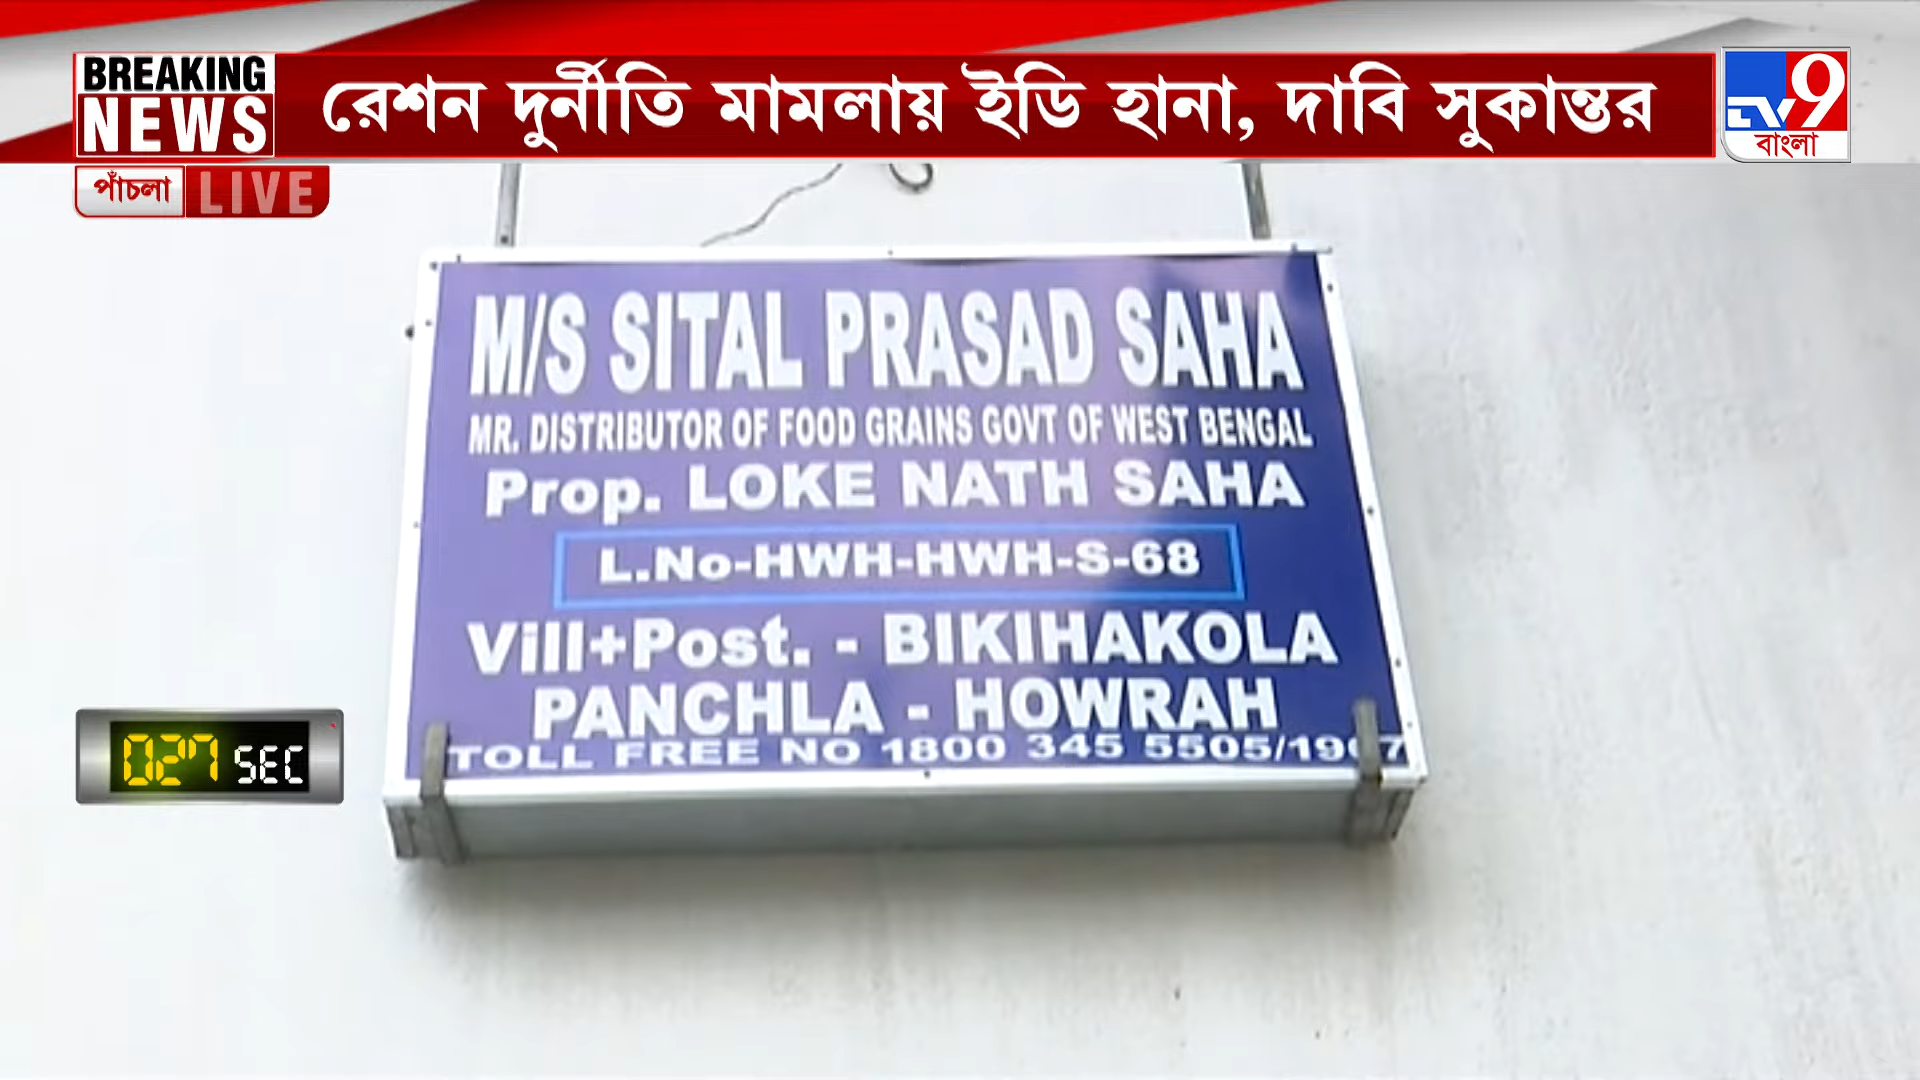 BREAKING
NEWS
রেশন দুর্নীতি মামলায় ইডি হানা, দাবি সুকান্তর
TV9
বাংলা
পাঁচলা LIVE
M/S SITAL PRASAD SAHA
MR. DISTRIBUTOR OF FOOD GRAINS GOVT OF WEST BENGAL
Prop. LOKE NATH SAHA
L.No-HWH-HWH-S-68
Vill+Post. - BIKIHAKOLA
PANCHLA - HOWRAH
TOLL FREE NO 1800 345 5505/
027 SEC